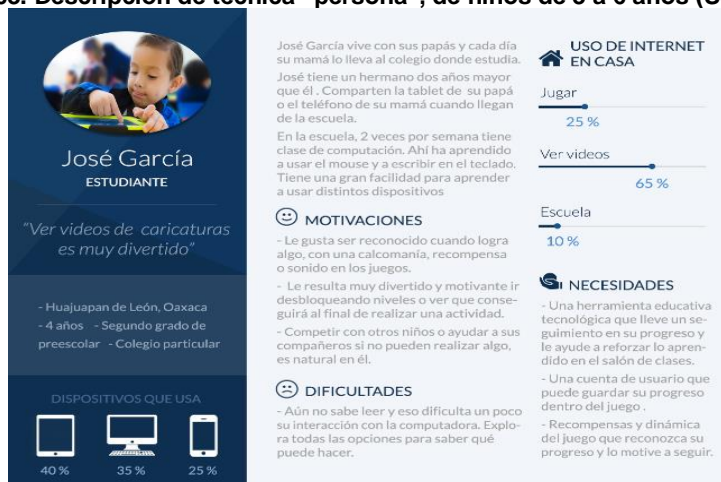 José García
ESTUDIANTE
"Ver videos de caricaturas
es muy divertido"
- Huajuapan de León, Oaxaca
- 4 años - Segundo grado de
preescolar - Colegio particular
DISPOSITIVOS QUE USA
40 % 35 % 25 %
José García vive con sus papás y cada día
su mamá lo lleva al colegio donde estudia.
José tiene un hermano dos años mayor
que él . Comparten la tablet de su papá
o el teléfono de su mamá cuando llegan
de la escuela.
En la escuela, 2 veces por semana tiene
clase de computación. Ahí ha aprendido
a usar el mouse y a escribir en el teclado.
Tiene una gran facilidad para aprender
a usar distintos dispositivos
MOTIVACIONES
- Le gusta ser reconocido cuando logra
algo, con una calcomanía, recompensa
o sonido en los juegos.
- Le resulta muy divertido y motivante ir
desbloqueando niveles o ver que conse-
guirá al final de realizar una actividad.
- Competir con otros niños o ayudar a sus
compañeros si no pueden realizar algo,
es natural en él.
DIFICULTADES
- Aún no sabe leer y eso dificulta un poco
su interacción con la computadora. Explo-
ra todas las opciones para saber qué
puede hacer.
USO DE INTERNET
EN CASA
Jugar
25 %
Ver videos
65 %
Escuela
10 %
NECESIDADES
- Una herramienta educativa
tecnológica que lleve un se-
guimiento en su progreso y
le ayude a reforzar lo apren-
dido en el salón de clases.
- Una cuenta de usuario que
puede guardar su progreso
dentro del juego .
- Recompensas y dinámica
del juego que reconozca su
progreso y lo motive a seguir.